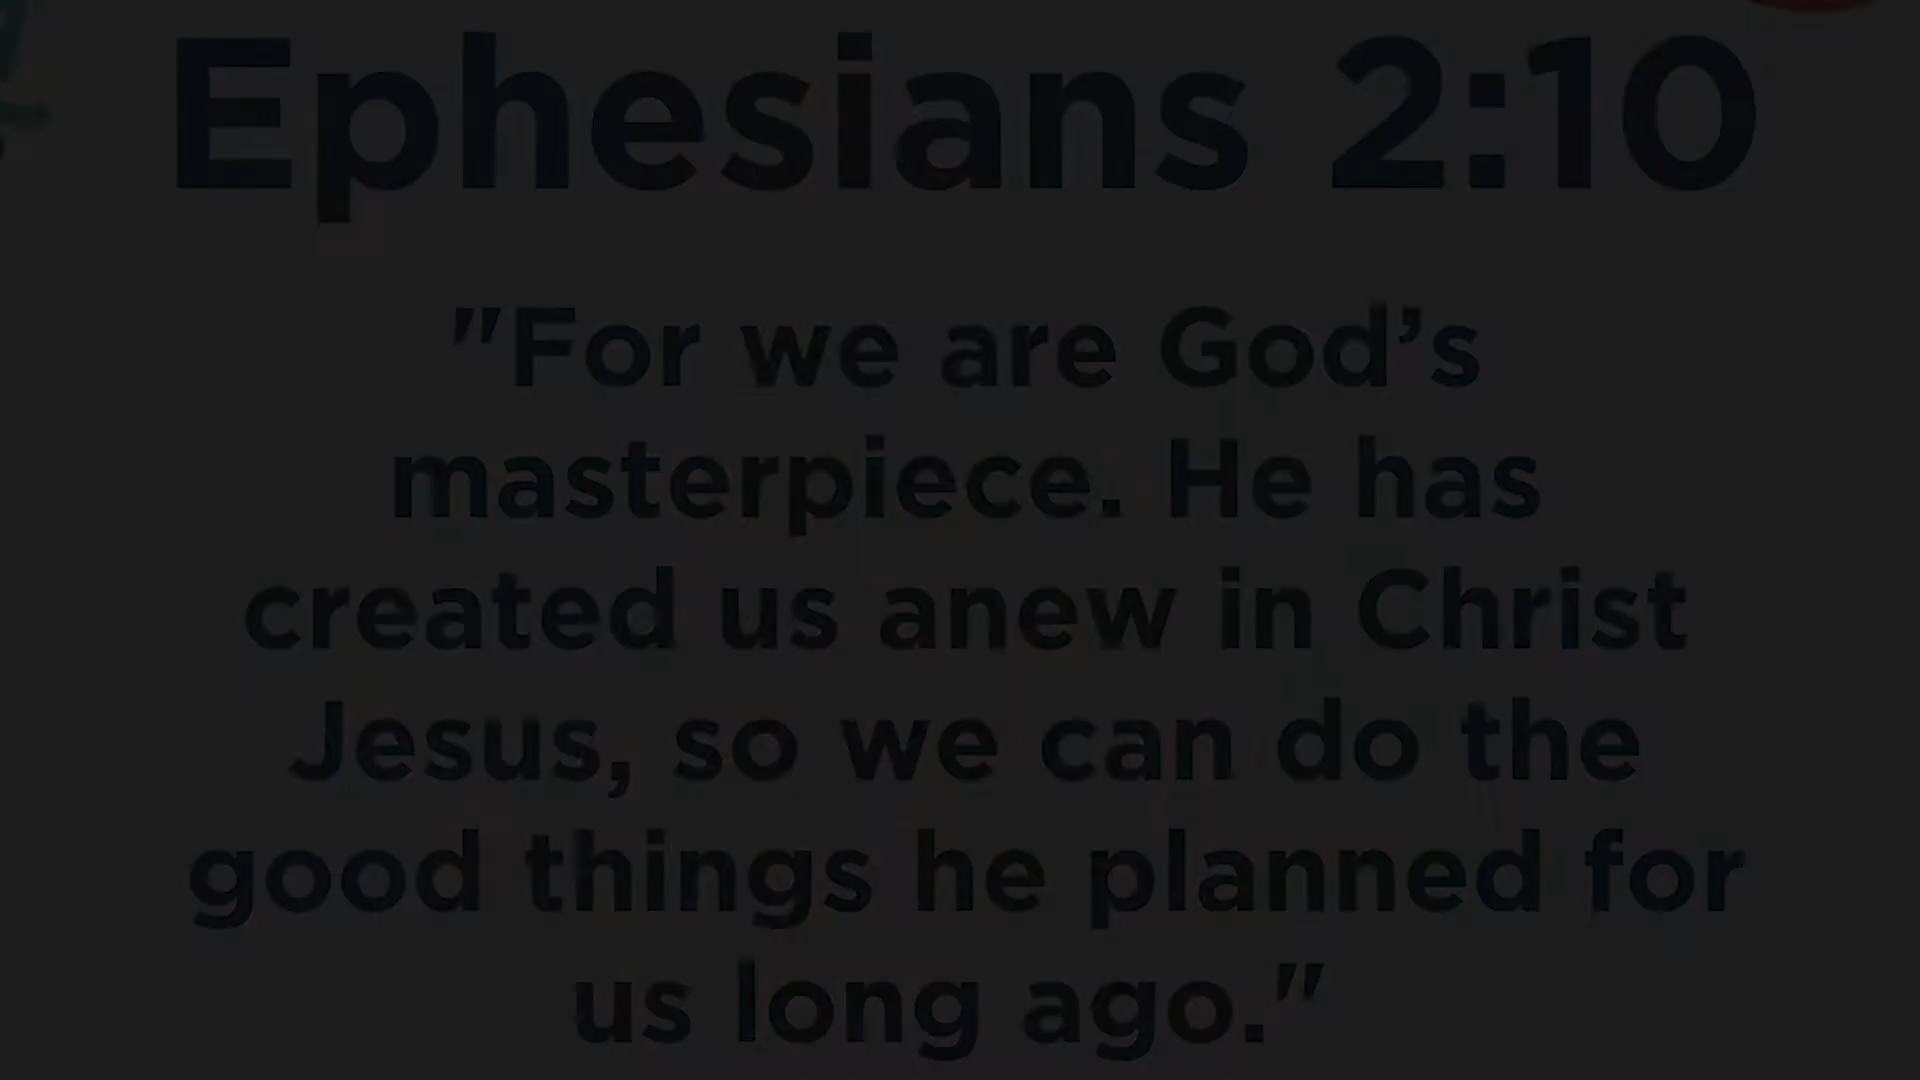 Ephesians 2:10
"For we are God’s
masterpiece. He has
created us anew in Christ
Jesus, so we can do the
good things he planned for
us long ago."